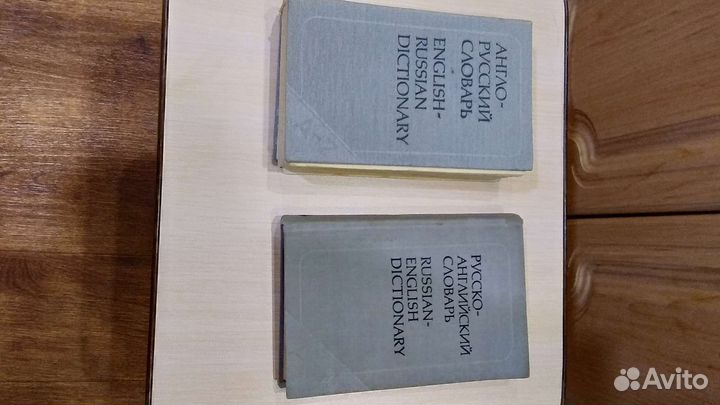 АНГЛО-
РУССКИЙ
СЛОВАРЬ
ENGLISH-
RUSSIAN
DICTIONARY
РУССКО-
АНГЛИЙСКИЙ
СЛОВАРЬ
RUSSIAN-
ENGLISH
DICTIONARY
Avito